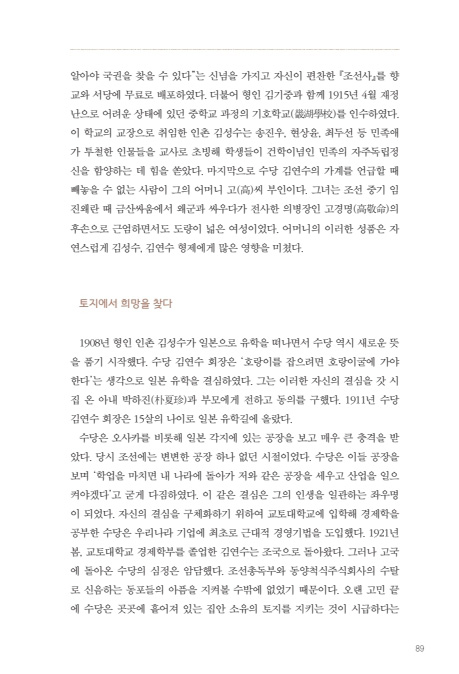 알아야 국권을 찾을 수 있다”는 신념을 가지고 자신이 편찬한 『조선사』를 향
교와 서당에 무료로 배포하였다. 더불어 형인 김기중과 함께 1915년 4월 재정
난으로 어려운 상태에 있던 중학교 과정의 기호학교(畿湖學校)를 인수하였다.
이 학교의 교장으로 취임한 인촌 김성수는 송진우, 현상윤, 최두선 등 민족애
가 투철한 인물들을 교사로 초빙해 학생들이 건학이념인 민족의 자주독립정
신을 함양하는 데 힘을 쏟았다. 마지막으로 수당 김연수의 가계를 언급할 때
빼놓을 수 없는 사람이 그의 어머니 고(高)씨 부인이다. 그녀는 조선 중기 임
진왜란 때 금산싸움에서 왜군과 싸우다가 전사한 의병장인 고경명(高敬命)의
후손으로 근엄하면서도 도량이 넓은 여성이었다. 어머니의 이러한 성품은 자
연스럽게 김성수, 김연수 형제에게 많은 영향을 미쳤다.
토지에서 희망을 찾다
1908년 형인 인촌 김성수가 일본으로 유학을 떠나면서 수당 역시 새로운 뜻
을 품기 시작했다. 수당 김연수 회장은 ‘호랑이를 잡으려면 호랑이굴에 가야
한다’는 생각으로 일본 유학을 결심하였다. 그는 이러한 자신의 결심을 갓 시
집 온 아내 박하진(朴夏珍)과 부모에게 전하고 동의를 구했다. 1911년 수당
김연수 회장은 15살의 나이로 일본 유학길에 올랐다.
수당은 오사카를 비롯해 일본 각지에 있는 공장을 보고 매우 큰 충격을 받
았다. 당시 조선에는 변변한 공장 하나 없던 시절이었다. 수당은 이들 공장을
보며 ‘학업을 마치면 내 나라에 돌아가 저와 같은 공장을 세우고 산업을 일으
켜야겠다’고 굳게 다짐하였다. 이 같은 결심은 그의 인생을 일관하는 좌우명
이 되었다. 자신의 결심을 구체화하기 위하여 교토대학교에 입학해 경제학을
공부한 수당은 우리나라 기업에 최초로 근대적 경영기법을 도입했다. 1921년
봄, 교토대학교 경제학부를 졸업한 김연수는 조국으로 돌아왔다. 그러나 고국
에 돌아온 수당의 심정은 암담했다. 조선총독부와 동양척식주식회사의 수탈
로 신음하는 동포들의 아픔을 지켜볼 수밖에 없었기 때문이다. 오랜 고민 끝
에 수당은 곳곳에 흩어져 있는 집안 소유의 토지를 지키는 것이 시급하다는
89